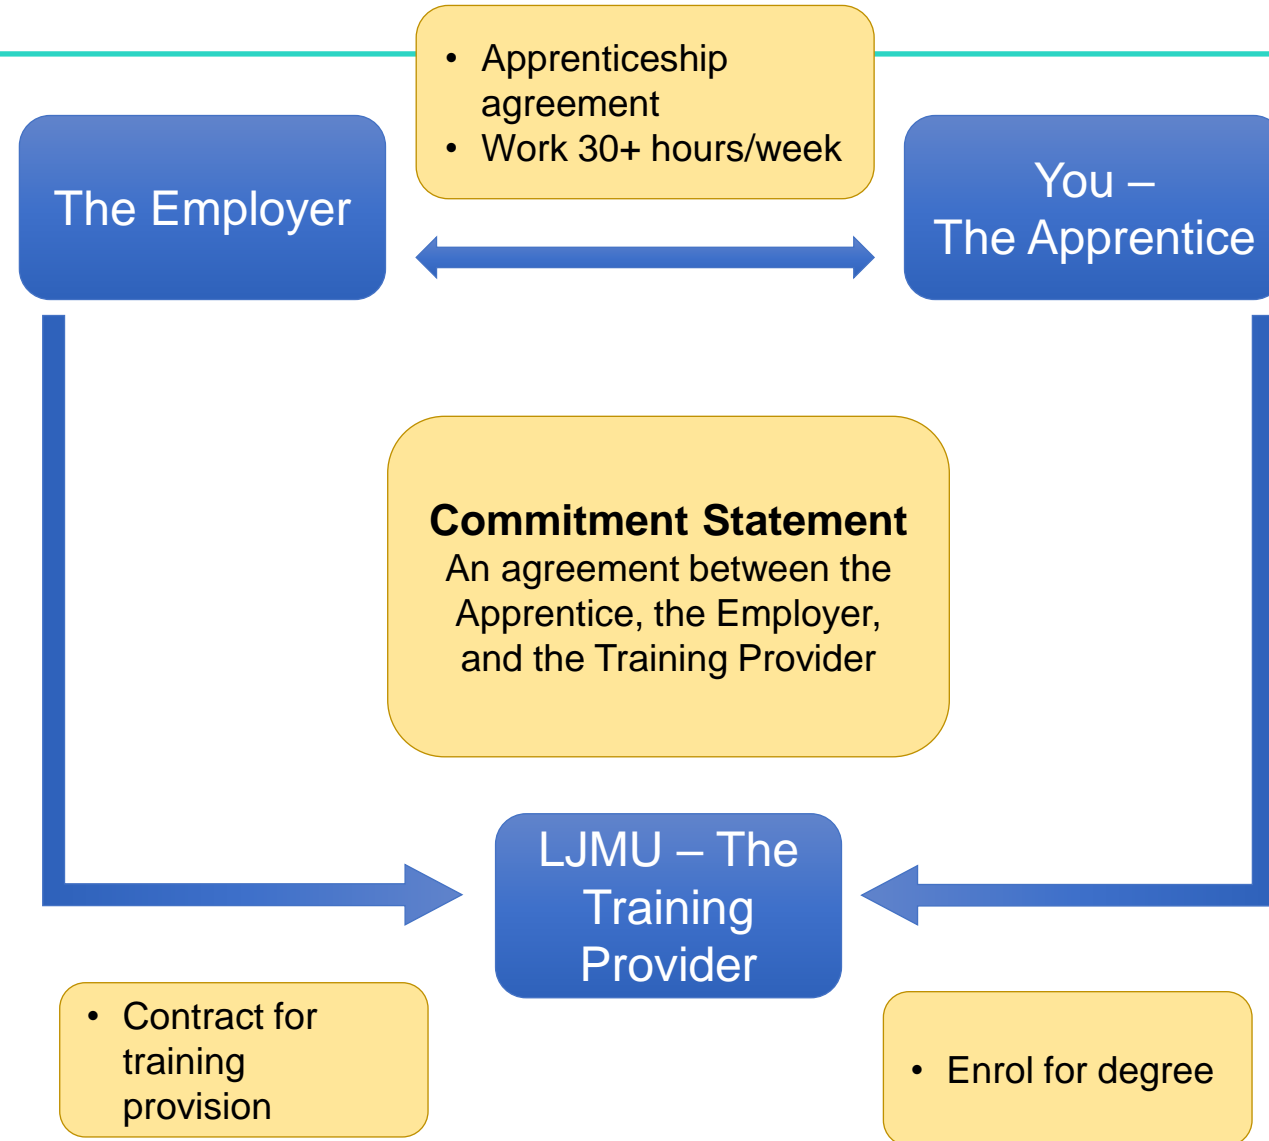 • Apprenticeship
agreement
• Work 30+ hours/week
The Employer
You –
The Apprentice
Commitment Statement
An agreement between the
Apprentice, the Employer,
and the Training Provider
LJMU – The
Training
Provider
• Contract for
training
provision
• Enrol for degree